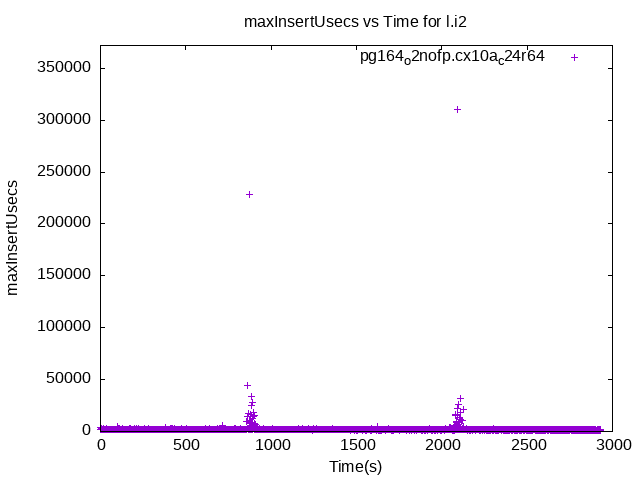 maxInsertUsecs vs Time for l.i2
pg164o2nofp.cx10ac24r64
350000
300000
250000
200000
150000
100000
50000
0
maxInsertUsecs
0 500 1000 1500 2000 2500 3000
Time(s)